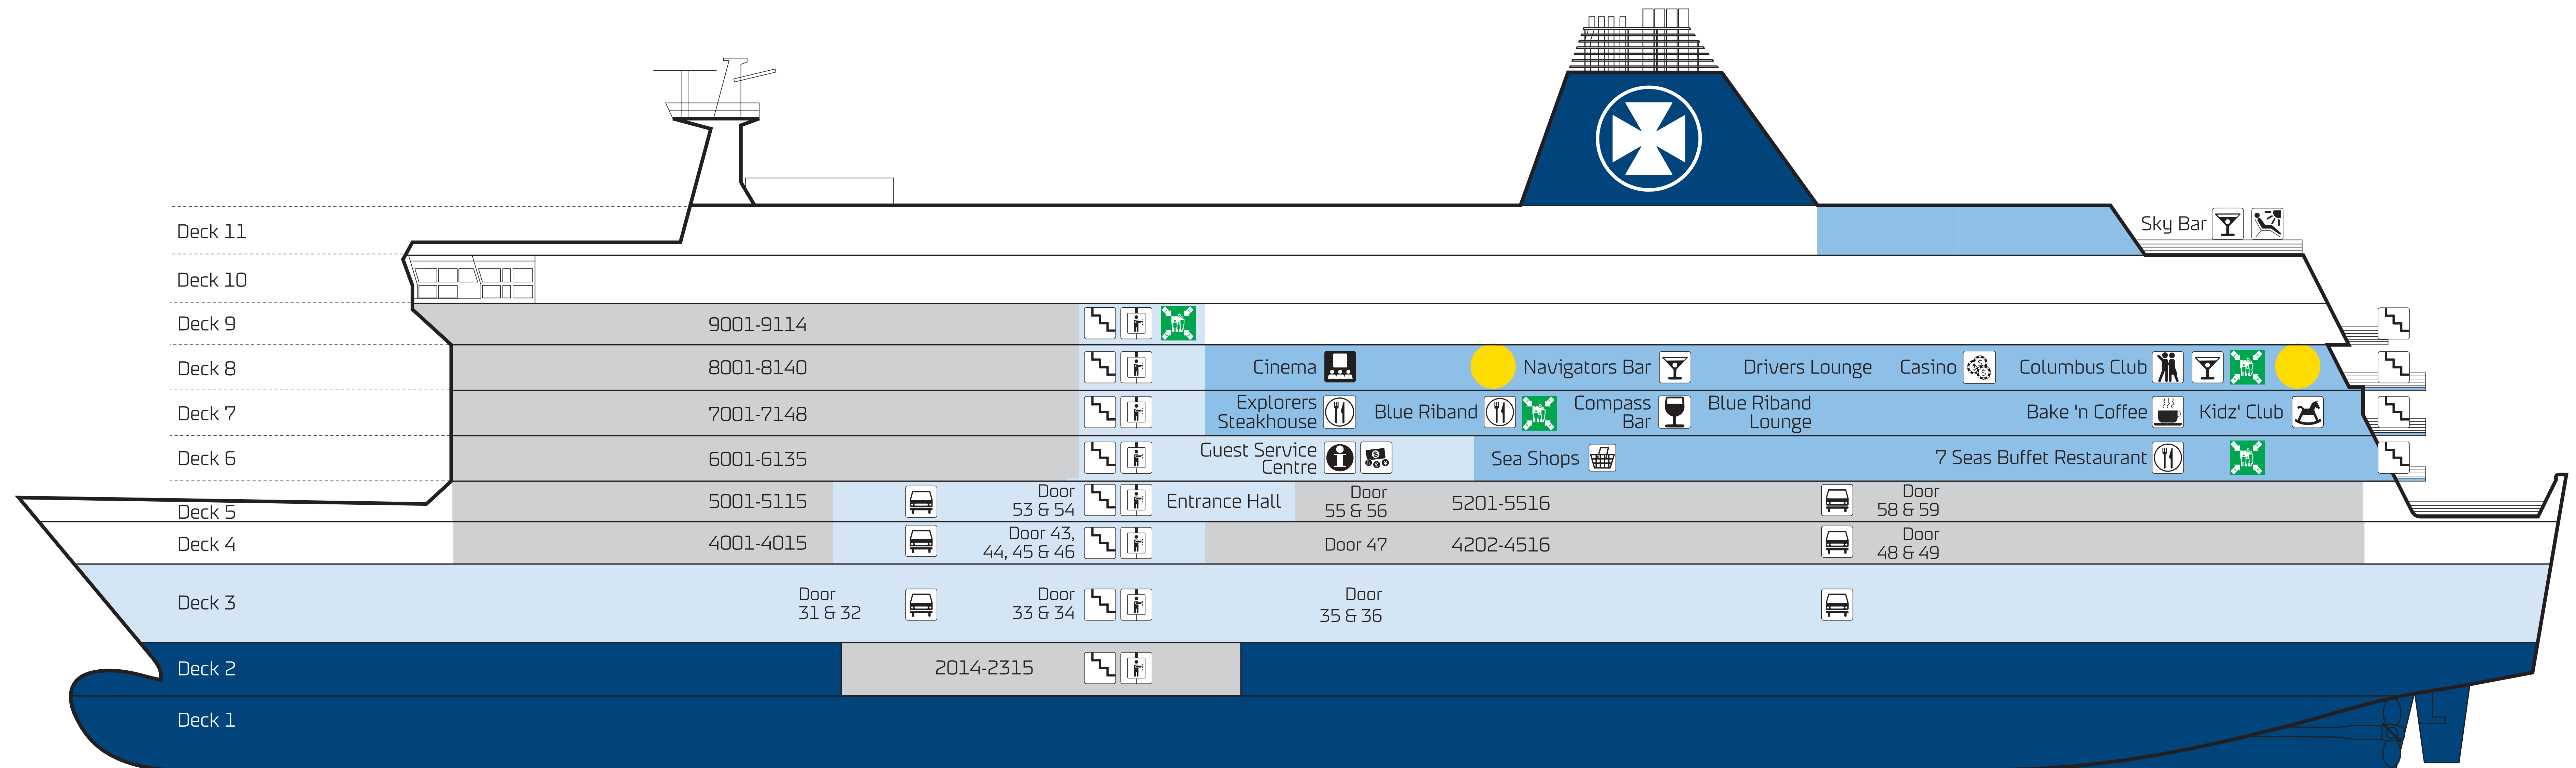 Deck 11
Sky Bar
Deck 10
Deck 9
9001-9114
Deck 8
8001-8140
Cinema
Navigators Bar
Drivers Lounge
Casino
Columbus Club
Deck 7
7001-7148
Explorers
Steakhouse
Blue Riband
Compass
Bar
Blue Riband
Lounge
Bake 'n Coffee
Kidz' Club
Deck 6
6001-6135
Guest Service
Centre
Sea Shops
7 Seas Buffet Restaurant
Deck 5
5001-5115
Door
53 & 54
Entrance Hall
Door
55 & 56
5201-5516
Door
58 & 59
Deck 4
4001-4015
Door 43,
44, 45 & 46
Door 47
4202-4516
Door
48 & 49
Deck 3
Door
31 & 32
Door
33 & 34
Door
35 & 36
Deck 2
2014-2315
Deck 1